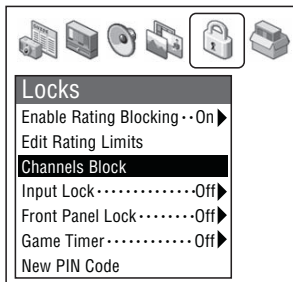 Locks
Enable Rating Blocking ··On
Edit Rating Limits
Channels Block
Input Lock ··············Off
Front Panel Lock ········Off
Game Timer ············Off
New PIN Code